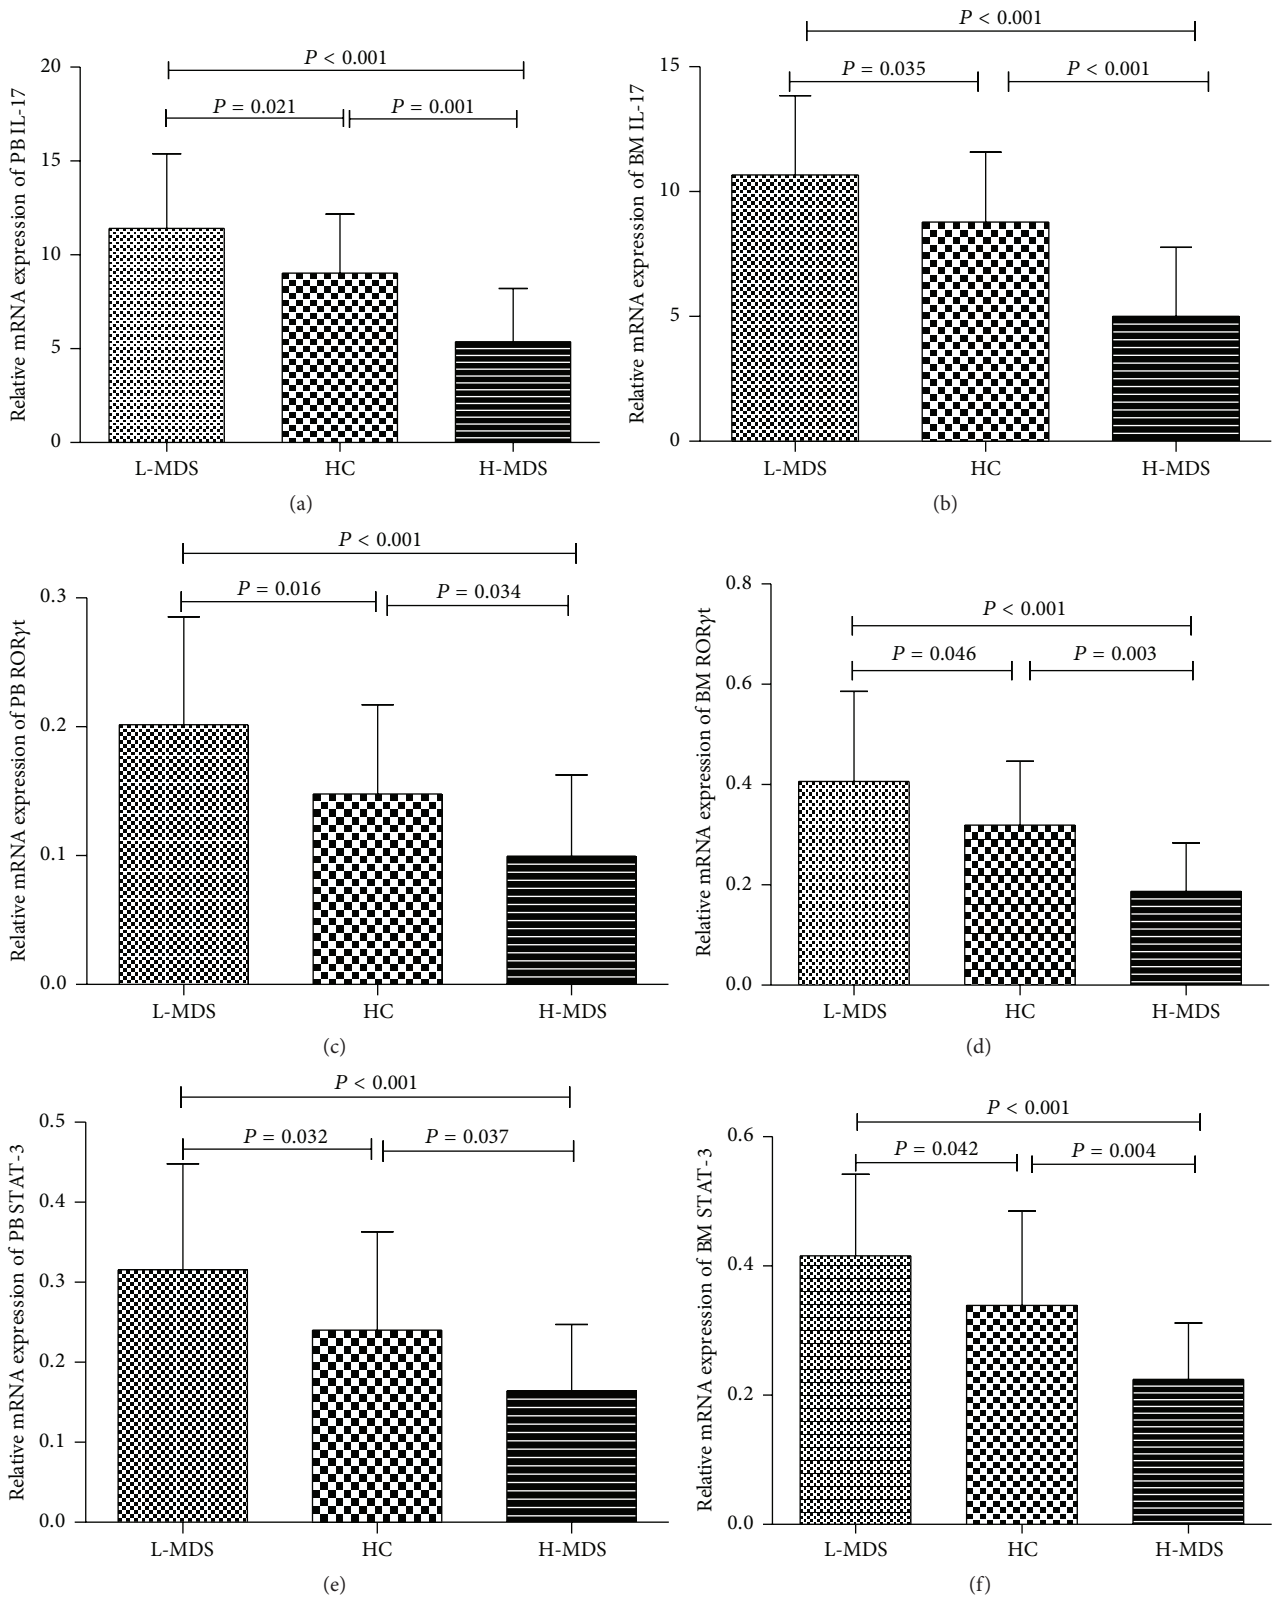 P < 0.001
P = 0.021
P = 0.001
20
15
10
5
0
Relative mRNA expression of PB IL-17
L-MDS HC H-MDS
(a)
P < 0.001
P = 0.035
P < 0.001
15
10
5
0
Relative mRNA expression of BM IL-17
L-MDS HC H-MDS
(b)
P < 0.001
P = 0.016
P = 0.034
0.3
0.2
0.1
0.0
Relative mRNA expression of PB RORγt
L-MDS HC H-MDS
(c)
P < 0.001
P = 0.046
P = 0.003
0.8
0.6
0.4
0.2
0.0
Relative mRNA expression of BM RORγt
L-MDS HC H-MDS
(d)
P < 0.001
P = 0.032
P = 0.037
0.5
0.4
0.3
0.2
0.1
0.0
Relative mRNA expression of PB STAT-3
L-MDS HC H-MDS
(e)
P < 0.001
P = 0.042
P = 0.004
0.6
0.4
0.2
0.0
Relative mRNA expression of BM STAT-3
L-MDS HC H-MDS
(f)